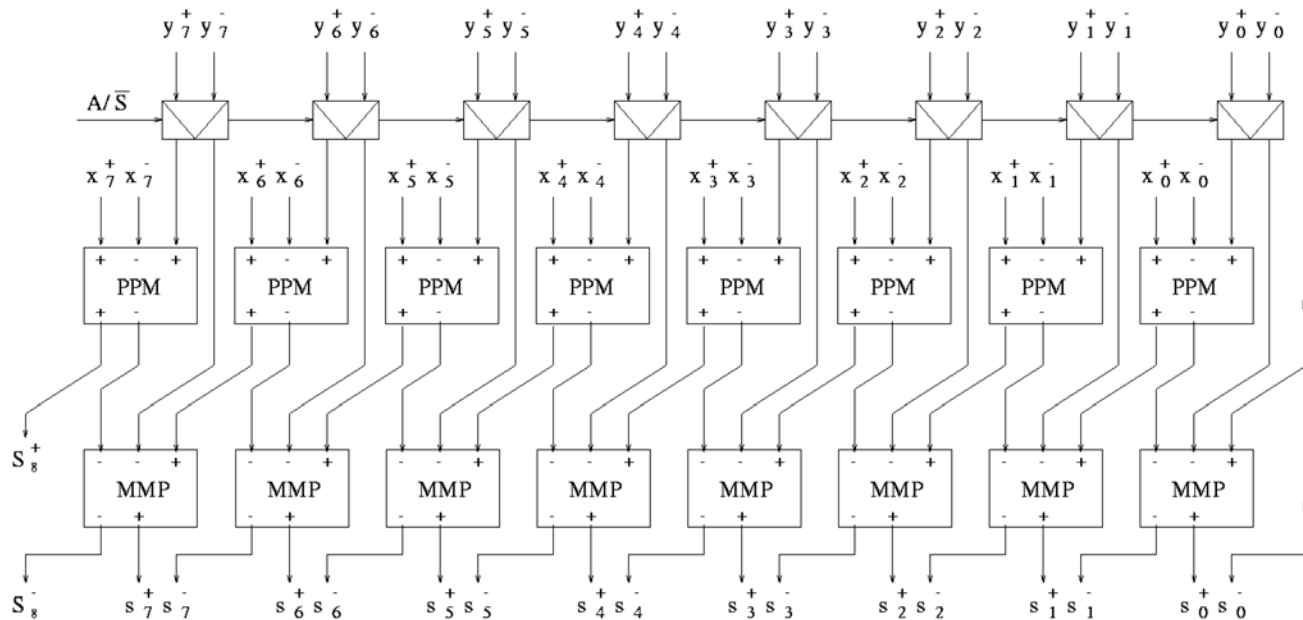 y7+ y7- y6+ y6- y5+ y5- y4+ y4- y3+ y3- y2+ y2- y1+ y1- y0+ y0-
A/S̅
x7+ x7- x6+ x6- x5+ x5- x4+ x4- x3+ x3- x2+ x2- x1+ x1- x0+ x0-
+ - + + - + + - + + - + + - + + - + + - + + - +
PPM PPM PPM PPM PPM PPM PPM PPM
+ - + - + - + - + - + - + - + -
S8+
- - + - - + - - + - - + - - + - - + - - + - - +
MMP MMP MMP MMP MMP MMP MMP MMP
- + - + - + - + - + - + - + - +
S8- s7+ s7- s6+ s6- s5+ s5- s4+ s4- s3+ s3- s2+ s2- s1+ s1- s0+ s0-